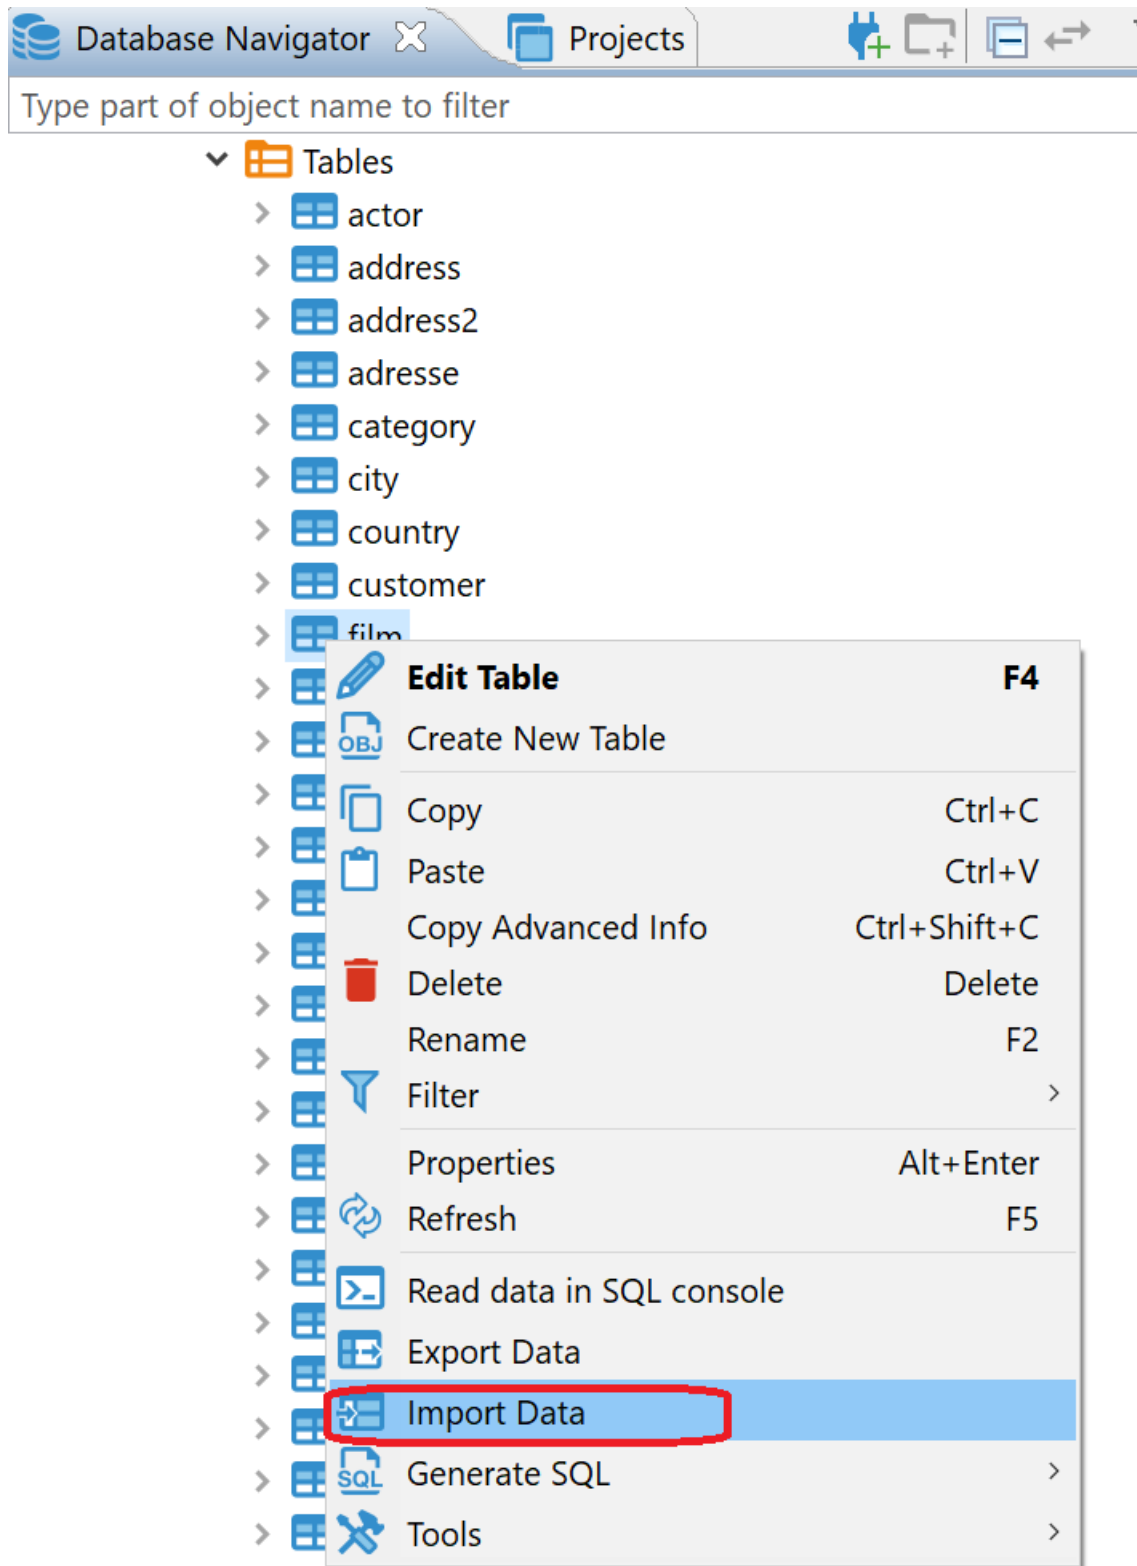 Database Navigator Projects
Type part of object name to filter
Tables
actor
address
address2
adresse
category
city
country
customer
film
Edit Table F4
OBJ Create New Table
Copy Ctrl+C
Paste Ctrl+V
Copy Advanced Info Ctrl+Shift+C
Delete Delete
Rename F2
Filter
Properties Alt+Enter
Refresh F5
Read data in SQL console
Export Data
Import Data
SQL Generate SQL
Tools